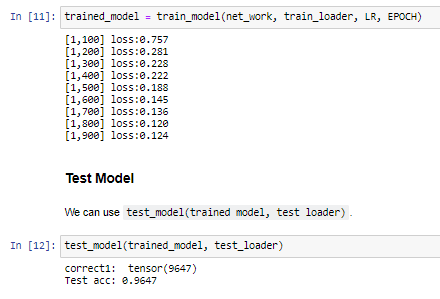 In [11]: trained_model = train_model(net_work, train_loader, LR, EPOCH)
[1,100] loss:0.757
[1,200] loss:0.281
[1,300] loss:0.228
[1,400] loss:0.222
[1,500] loss:0.188
[1,600] loss:0.145
[1,700] loss:0.136
[1,800] loss:0.120
[1,900] loss:0.124
Test Model
We can use test_model(trained model, test loader) .
In [12]: test_model(trained_model, test_loader)
correct1:  tensor(9647)
Test acc: 0.9647